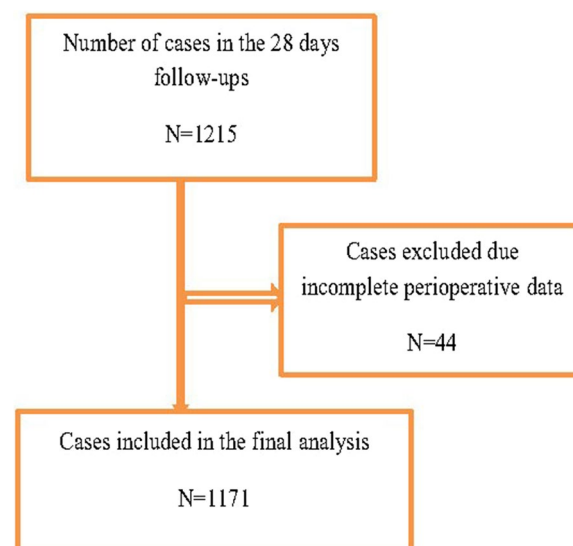 Number of cases in the 28 days
follow-ups
N=1215
Cases excluded due
incomplete perioperative data
N=44
Cases included in the final analysis
N=1171